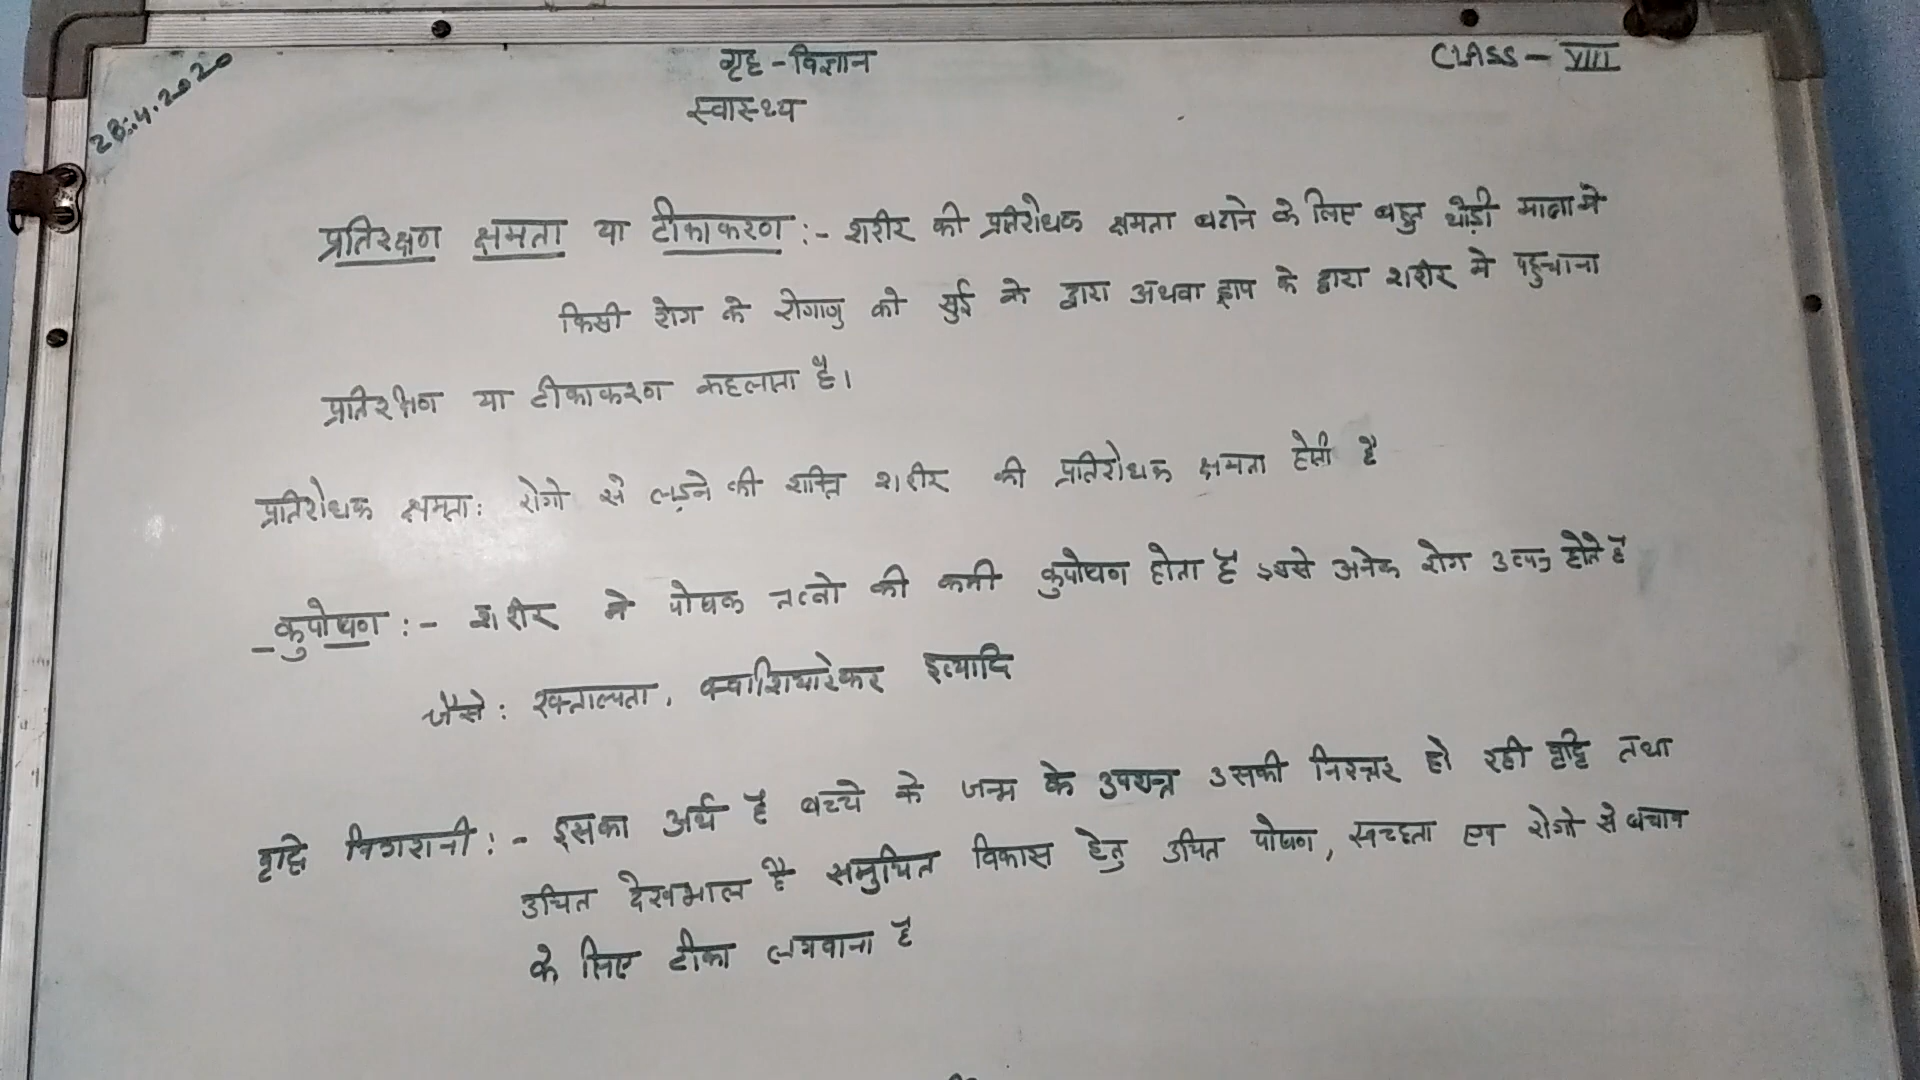 28.4.2020
गृह - विज्ञान
CLASS - VIII
स्वास्थ्य
प्रतिरक्षण क्षमता या टीकाकरण :- शरीर की प्रतिरोधक क्षमता बढाने के लिए बहुत थोड़ी मात्रा मे
किसी रोग के रोगाणु को सुई के द्वारा अथवा ड्राप के द्वारा शरीर मे पहुचाना
प्रतिरक्षण या टीकाकरण कहलाता है।
प्रतिरोधक क्षमता: रोगो से लड़ने की शक्ति शरीर की प्रतिरोधक क्षमता होती है
कुपोषण :- शरीर मे पोषक तत्वो की कमी कुपोषण होता है इससे अनेक रोग उत्पन्न होते है
जैसे : रक्ताल्पता, क्वाशियारेकर इत्यादि
वृद्धि निगरानी :- इसका अर्थ है बच्चे के जन्म के उपरान्त उसकी निरन्तर हो रही वृद्धि तथा
उचित देखभाल है समुचित विकास हेतु उचित पोषण, स्वच्छता एव रोगो से बचाव
के लिए टीका लगवाना है